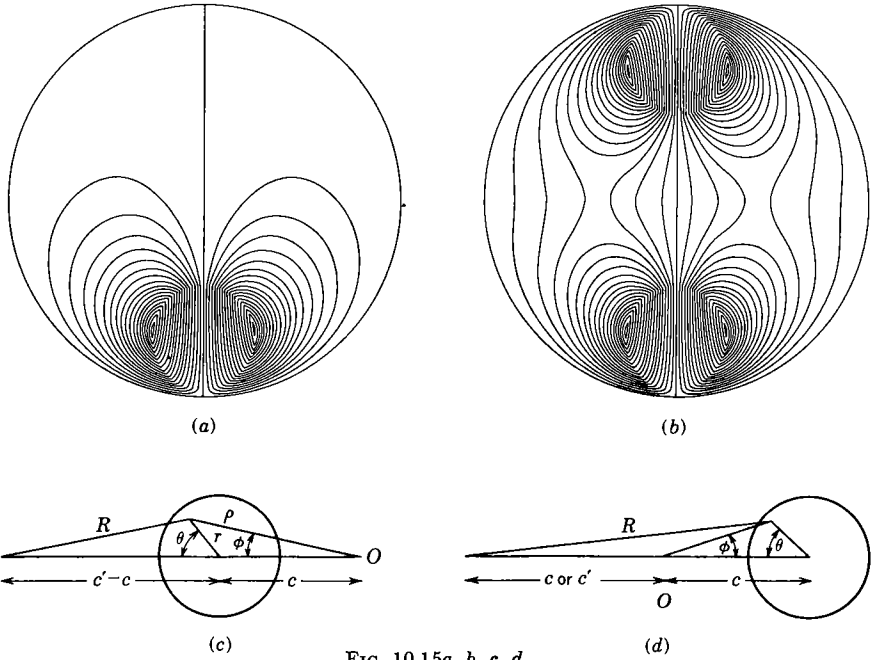 (a)
(b)
R
ρ
θ
r
φ
O
c′−c
c
(c)
R
φ
θ
c or c′
c
O
(d)
FIG. 10.15a, b, c, d